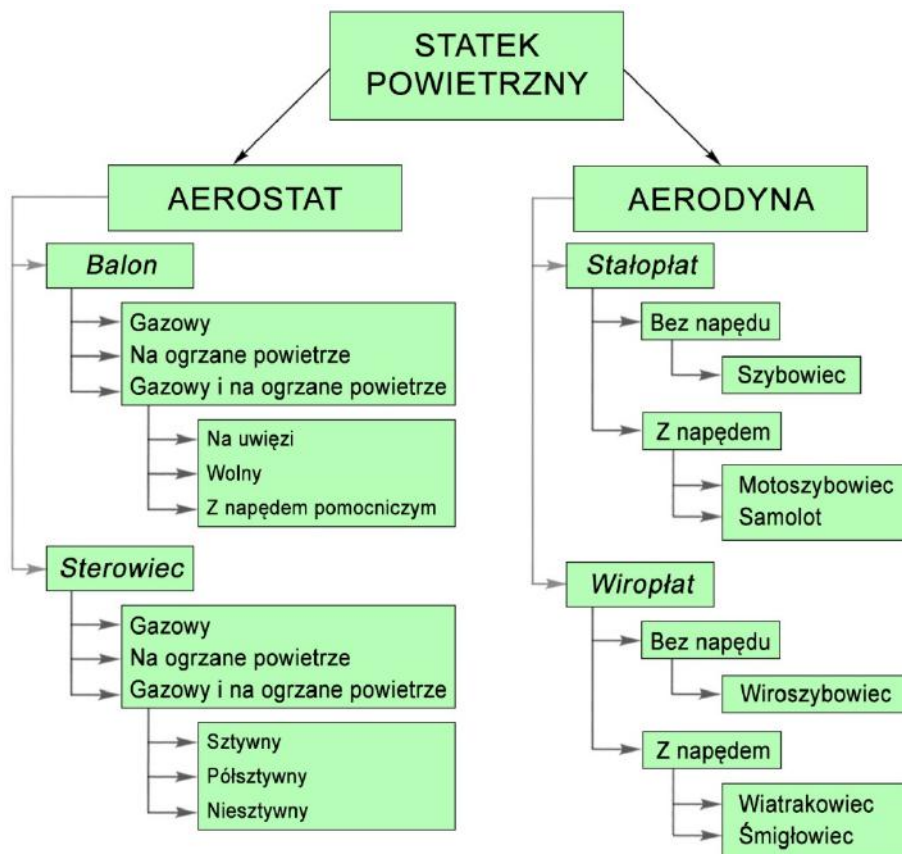 STATEK
POWIETRZNY
AEROSTAT
Balon
Gazowy
Na ogrzane powietrze
Gazowy i na ogrzane powietrze
Na uwięzi
Wolny
Z napędem pomocniczym
Sterowiec
Gazowy
Na ogrzane powietrze
Gazowy i na ogrzane powietrze
Sztywny
Półsztywny
Niesztywny
AERODYNA
Stałopłat
Bez napędu
Szybowiec
Z napędem
Motoszybowiec
Samolot
Wiropłat
Bez napędu
Wiroszybowiec
Z napędem
Wiatrakowiec
Śmigłowiec